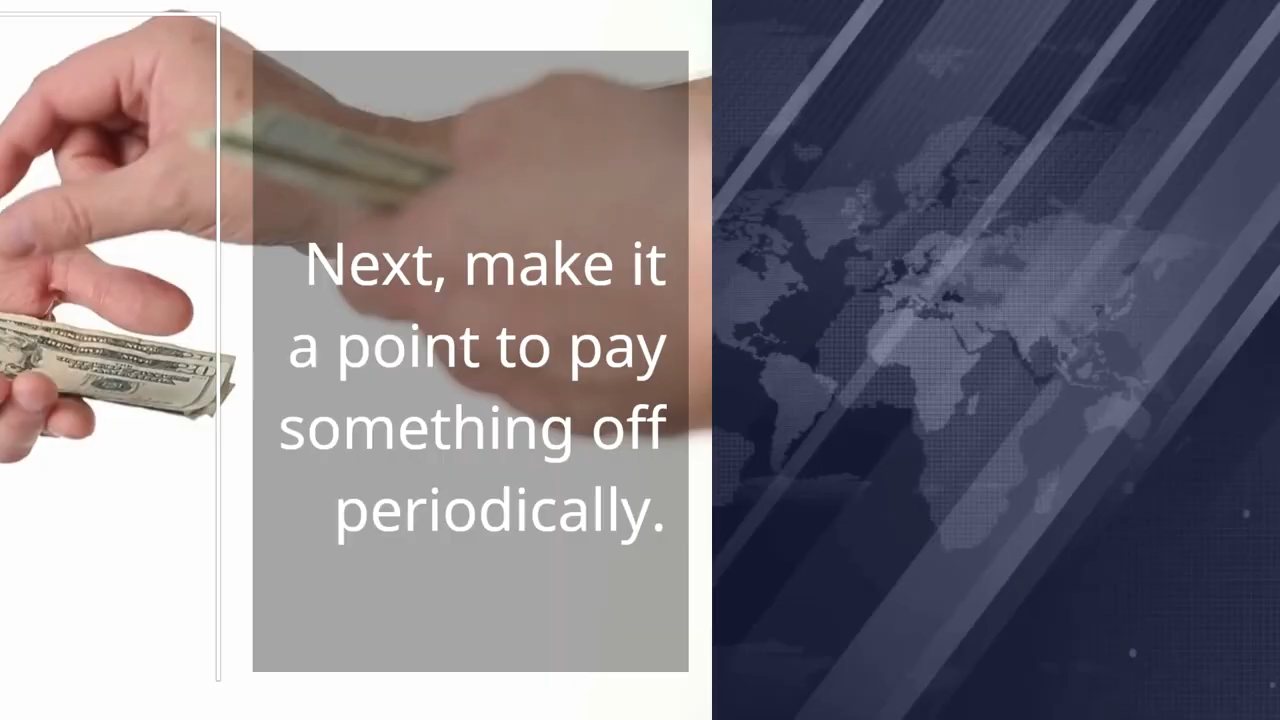 Next, make it
a point to pay
something off
periodically.